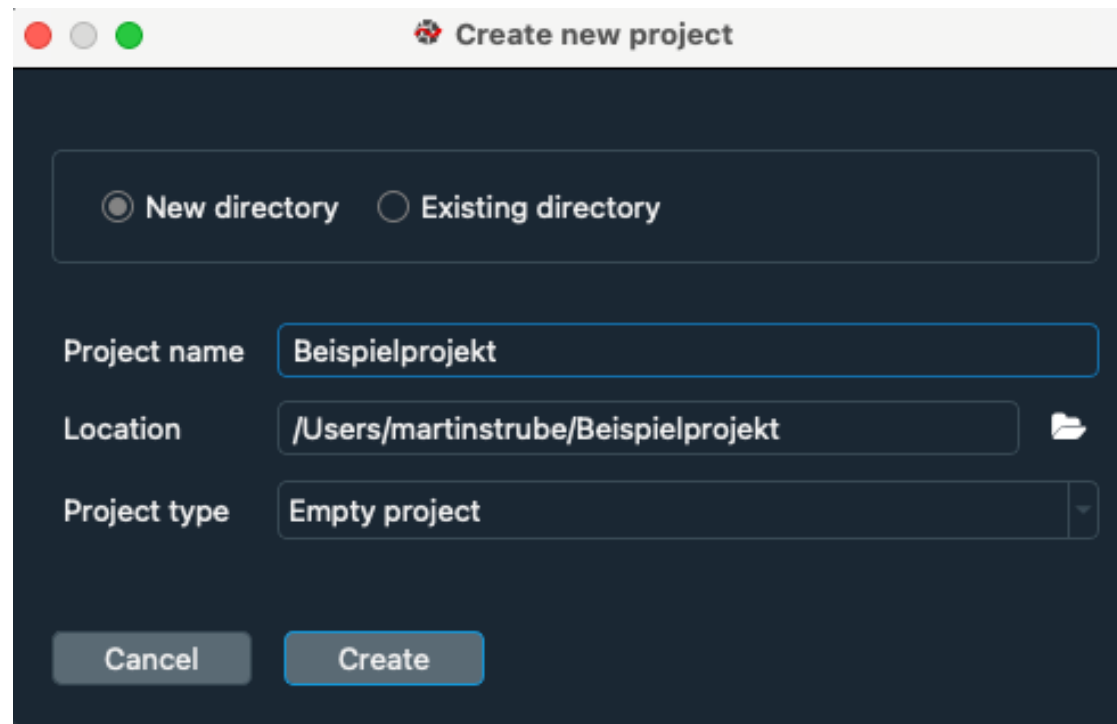 Create new project
New directory Existing directory
Project name Beispielprojekt
Location /Users/martinstrube/Beispielprojekt
Project type Empty project
Cancel Create